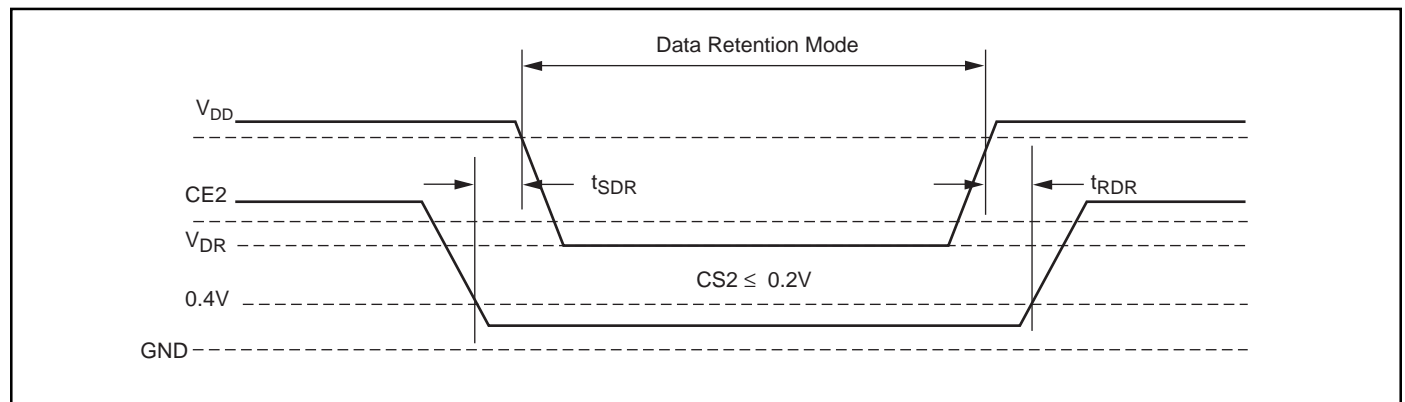 Data Retention Mode
VDD
tSDR
tRDR
CE2
VDR
CS2 ≤ 0.2V
0.4V
GND